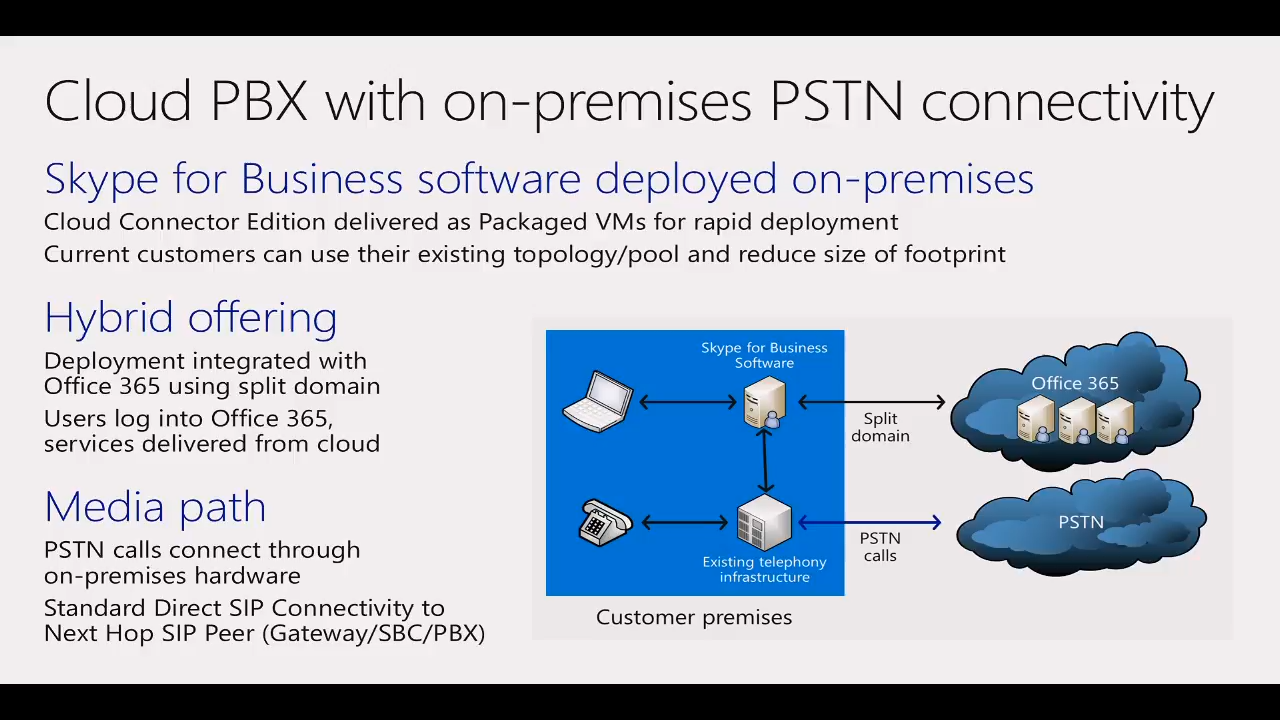 Cloud PBX with on-premises PSTN connectivity
Skype for Business software deployed on-premises
Cloud Connector Edition delivered as Packaged VMs for rapid deployment
Current customers can use their existing topology/pool and reduce size of footprint
Hybrid offering
Deployment integrated with
Office 365 using split domain
Users log into Office 365,
services delivered from cloud
Media path
PSTN calls connect through
on-premises hardware
Standard Direct SIP Connectivity to
Next Hop SIP Peer (Gateway/SBC/PBX)
Skype for Business
Software
Office 365
Split
domain
PSTN
PSTN
calls
Existing telephony
infrastructure
Customer premises